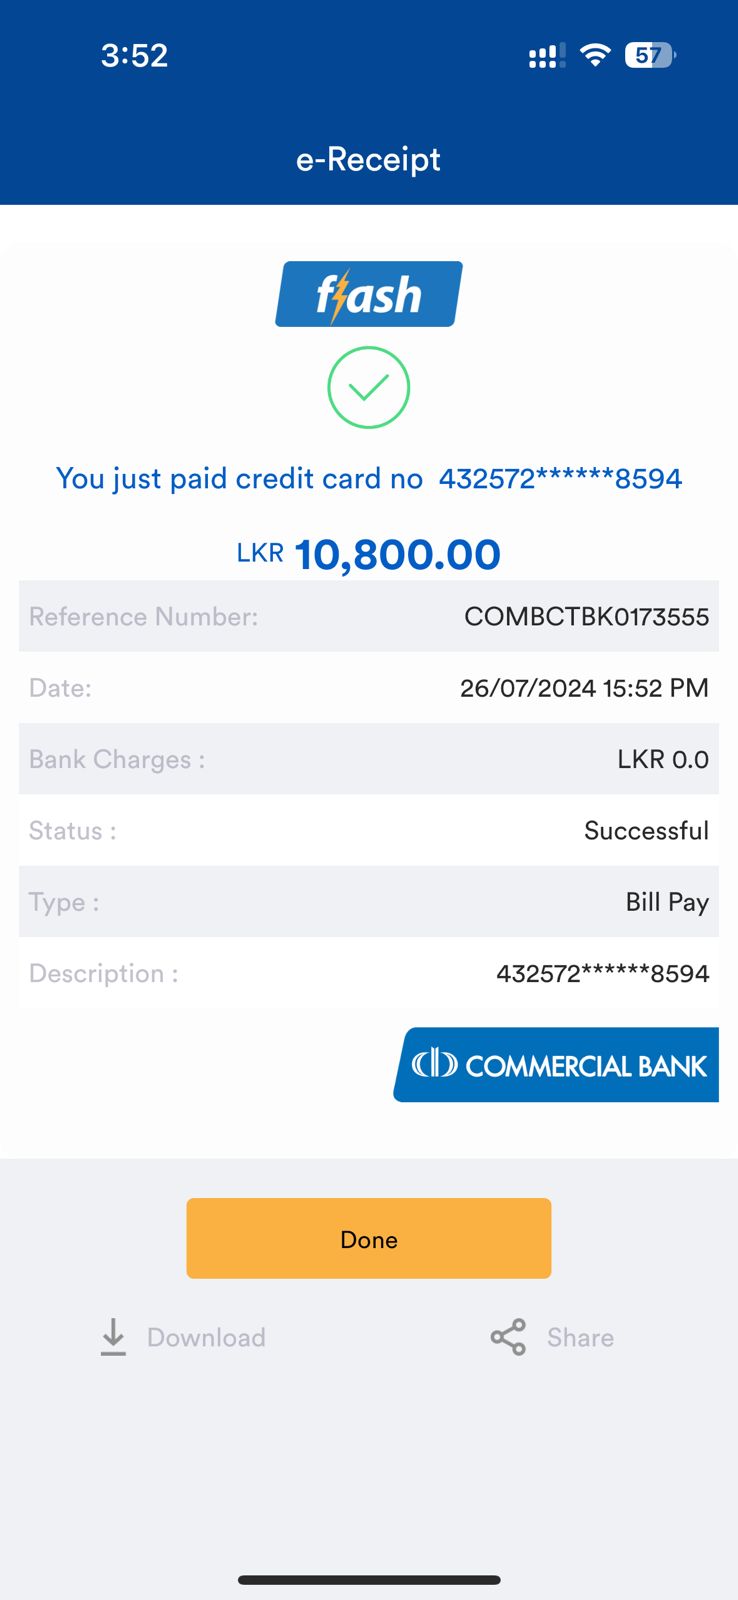 3:52
57
e-Receipt
flash
You just paid credit card no 432572******8594
LKR 10,800.00
Reference Number: COMBCTBK0173555
Date: 26/07/2024 15:52 PM
Bank Charges : LKR 0.0
Status : Successful
Type : Bill Pay
Description : 432572******8594
COMMERCIAL BANK
Done
Download Share